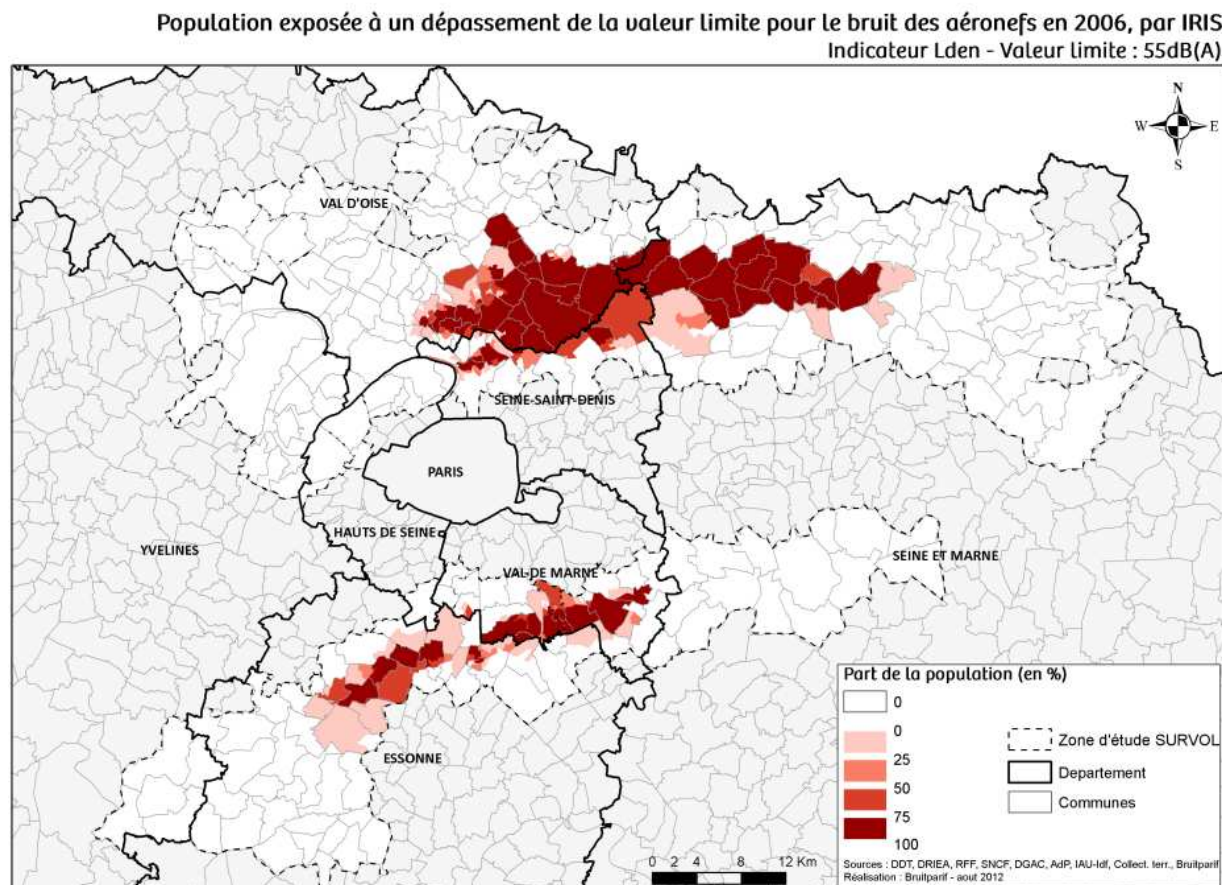 Population exposée à un dépassement de la valeur limite pour le bruit des aéronefs en 2006, par IRIS
Indicateur Lden - Valeur limite : 55dB(A)
N
W E
S
VAL D'OISE
SEINE-SAINT-DENIS
PARIS
HAUTS DE SEINE
YVELINES
VAL-DE MARNE
SEINE ET MARNE
ESSONNE
Part de la population (en %)
0
0
25
50
75
100
Zone d'étude SURVOL
Departement
Communes
0 2 4 8 12 Km
Sources : DDT, DRIEA, RFF, SNCF, DGAC, AdP, IAU-Idf, Collect. terr., Bruitparif
Réalisation : Bruitparif - aout 2012